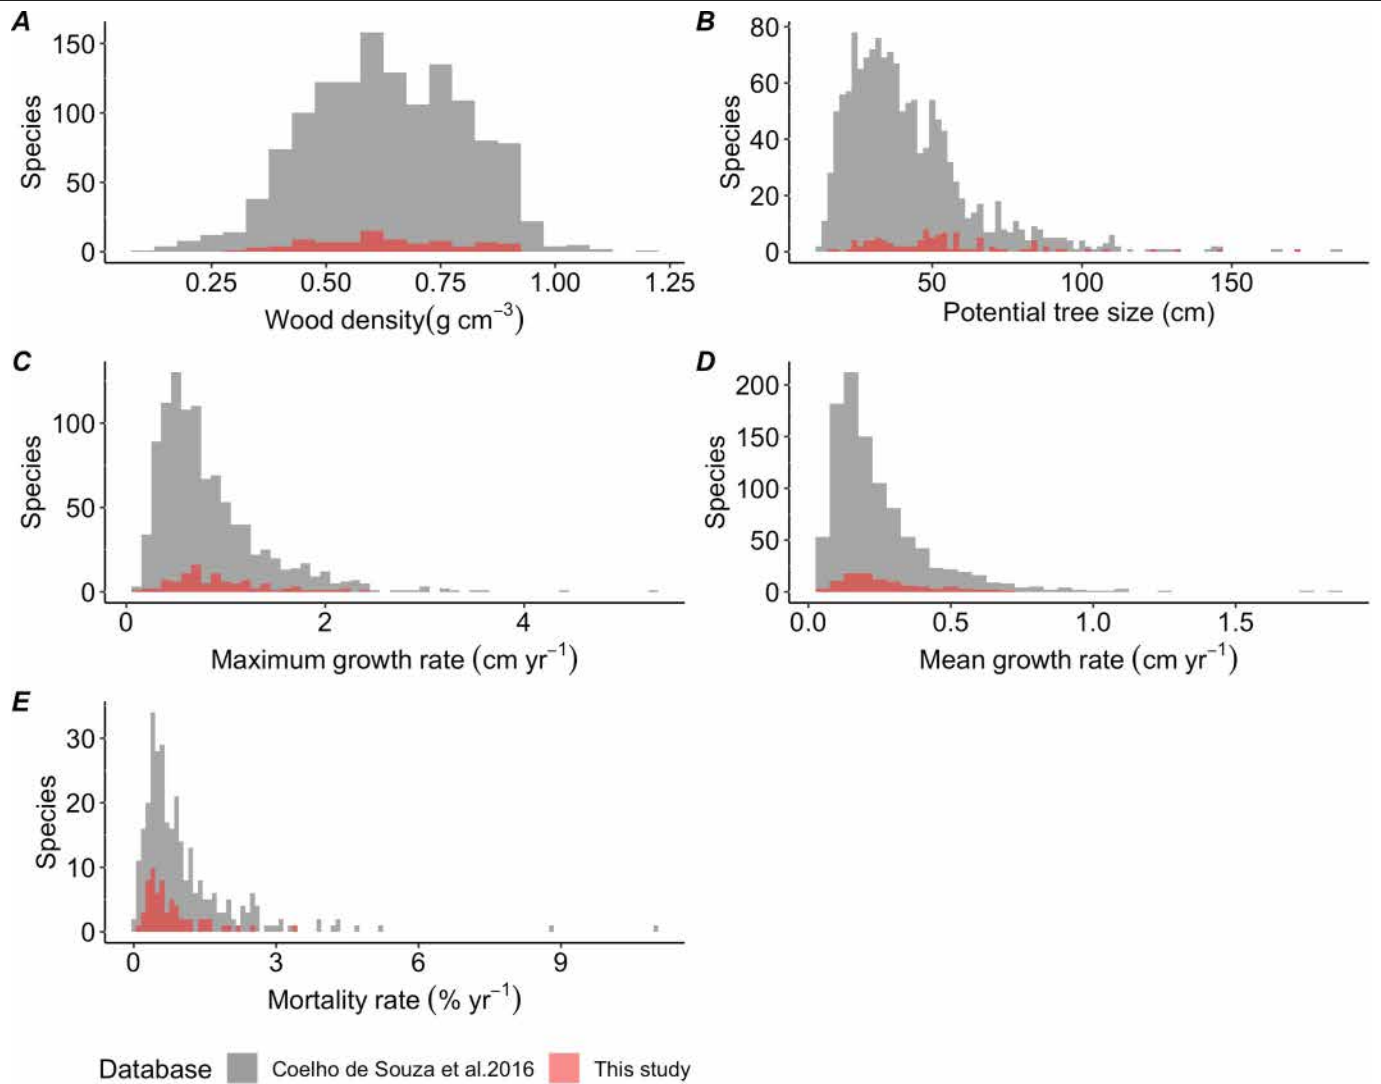 A
Species
150
100
50
0
0.25 0.50 0.75 1.00 1.25
Wood density(g cm⁻³)
B
Species
80
60
40
20
0
50 100 150
Potential tree size (cm)
C
Species
100
50
0
0 2 4
Maximum growth rate (cm yr⁻¹)
D
Species
200
150
100
50
0
0.0 0.5 1.0 1.5
Mean growth rate (cm yr⁻¹)
E
Species
30
20
10
0
0 3 6 9
Mortality rate (% yr⁻¹)
Database Coelho de Souza et al.2016 This study